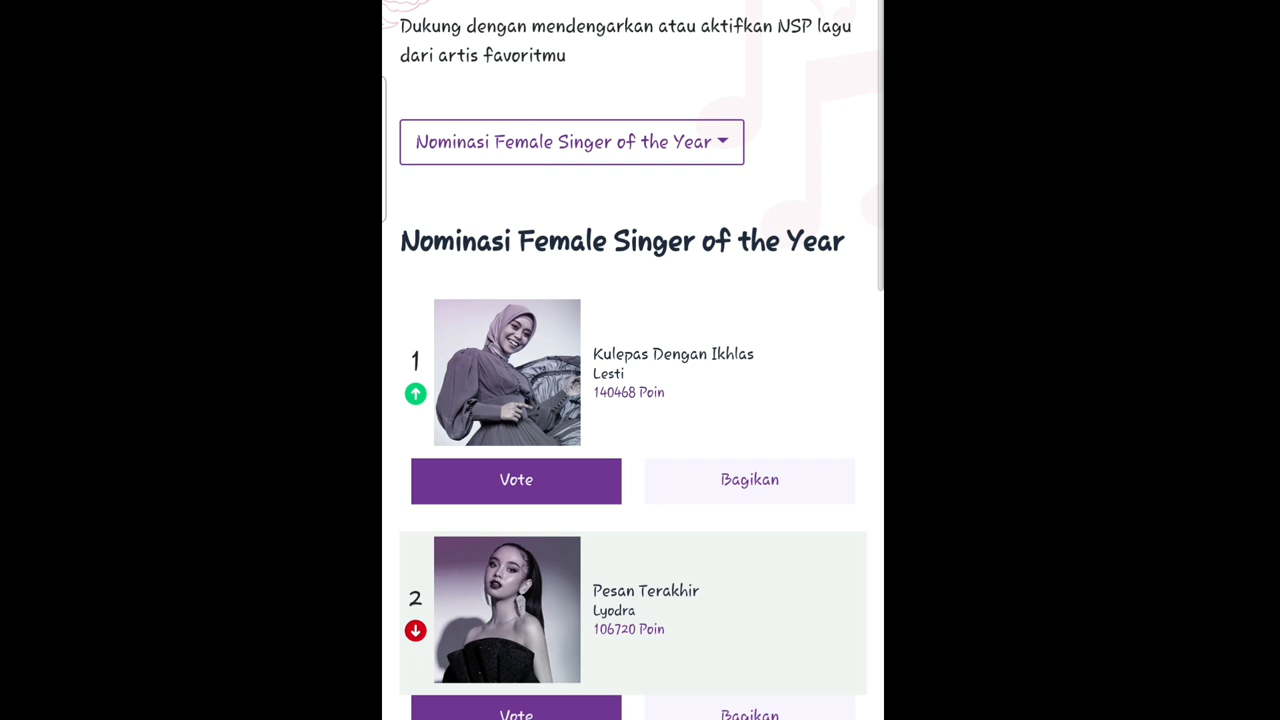 Dukung dengan mendengarkan atau aktifkan NSP lagu
dari artis favoritmu
Nominasi Female Singer of the Year
Nominasi Female Singer of the Year
1
Kulepas Dengan Ikhlas
Lesti
140468 Poin
Vote
Bagikan
2
Pesan Terakhir
Lyodra
106720 Poin
Vote
Bagikan